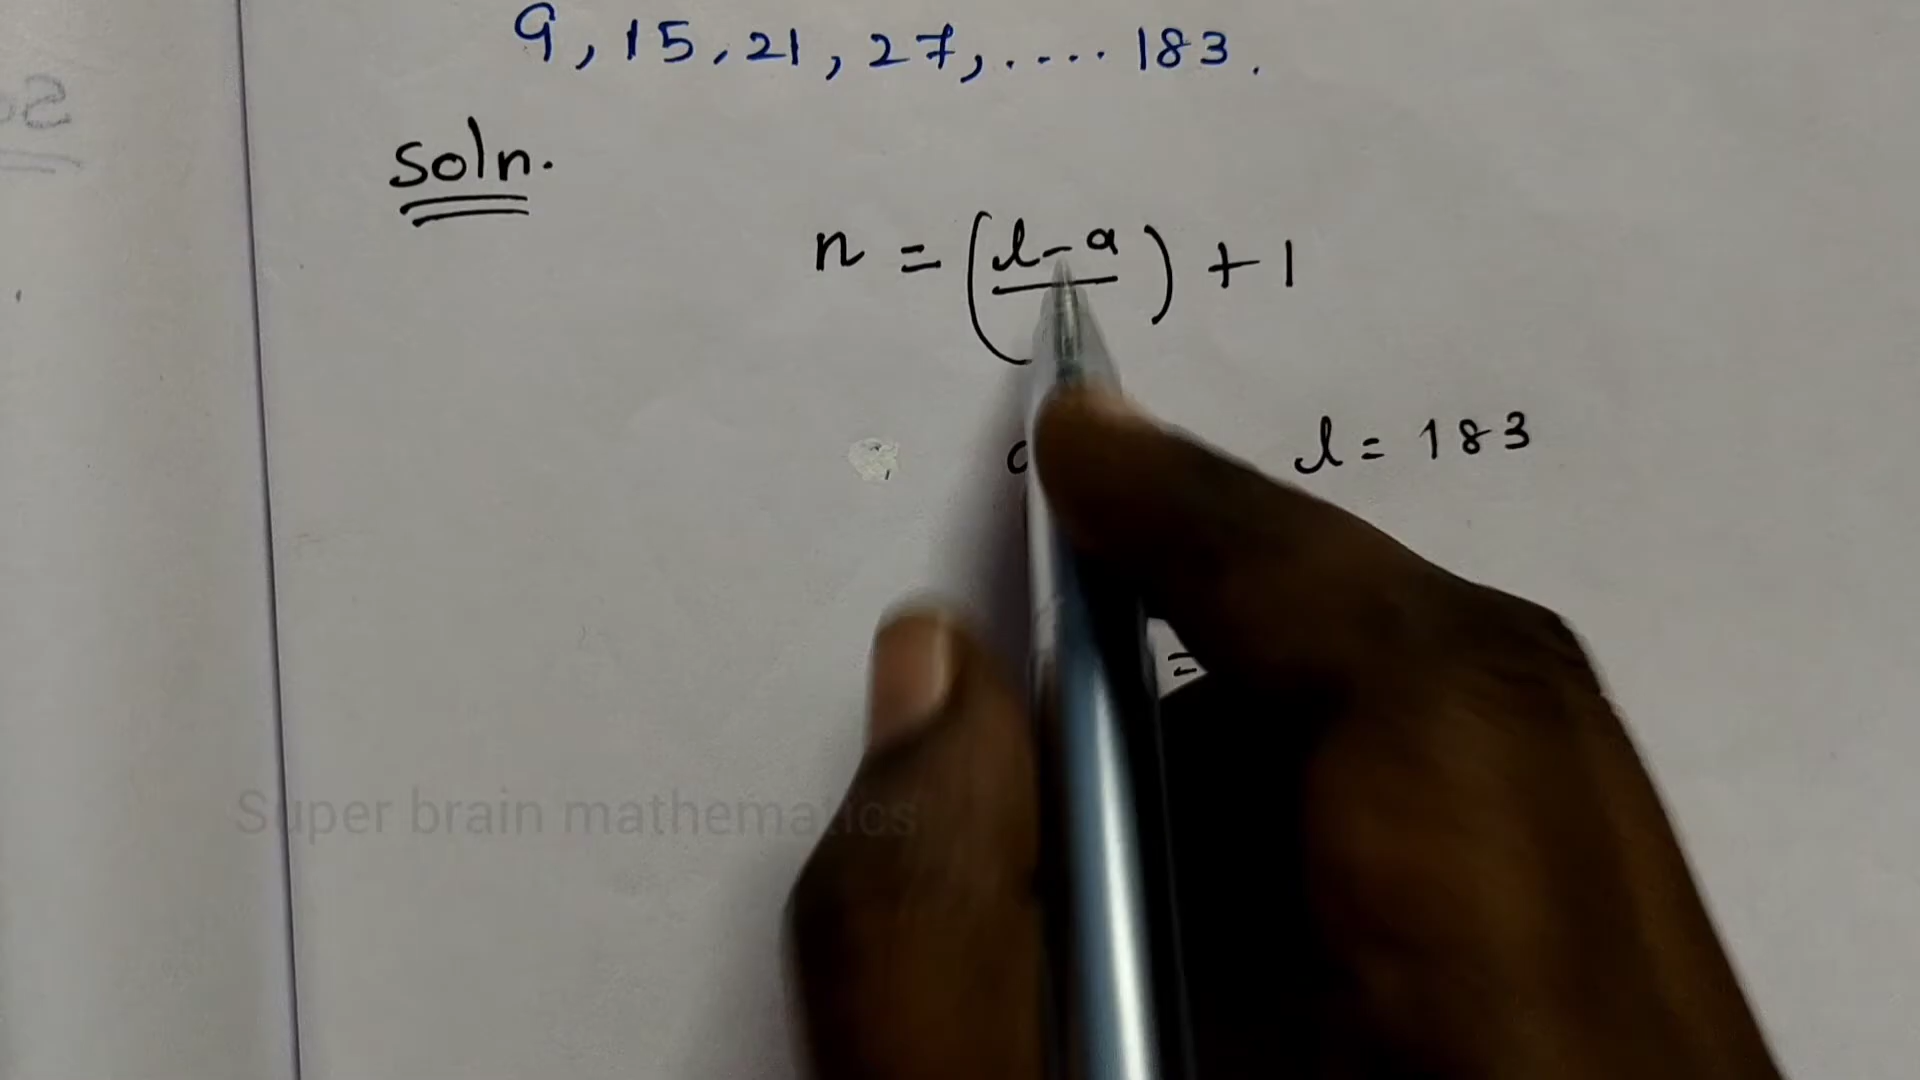 9, 15, 21, 27, .... 183.
Soln.
n = (l-a/) + 1
l = 183
=
Super brain mathematics